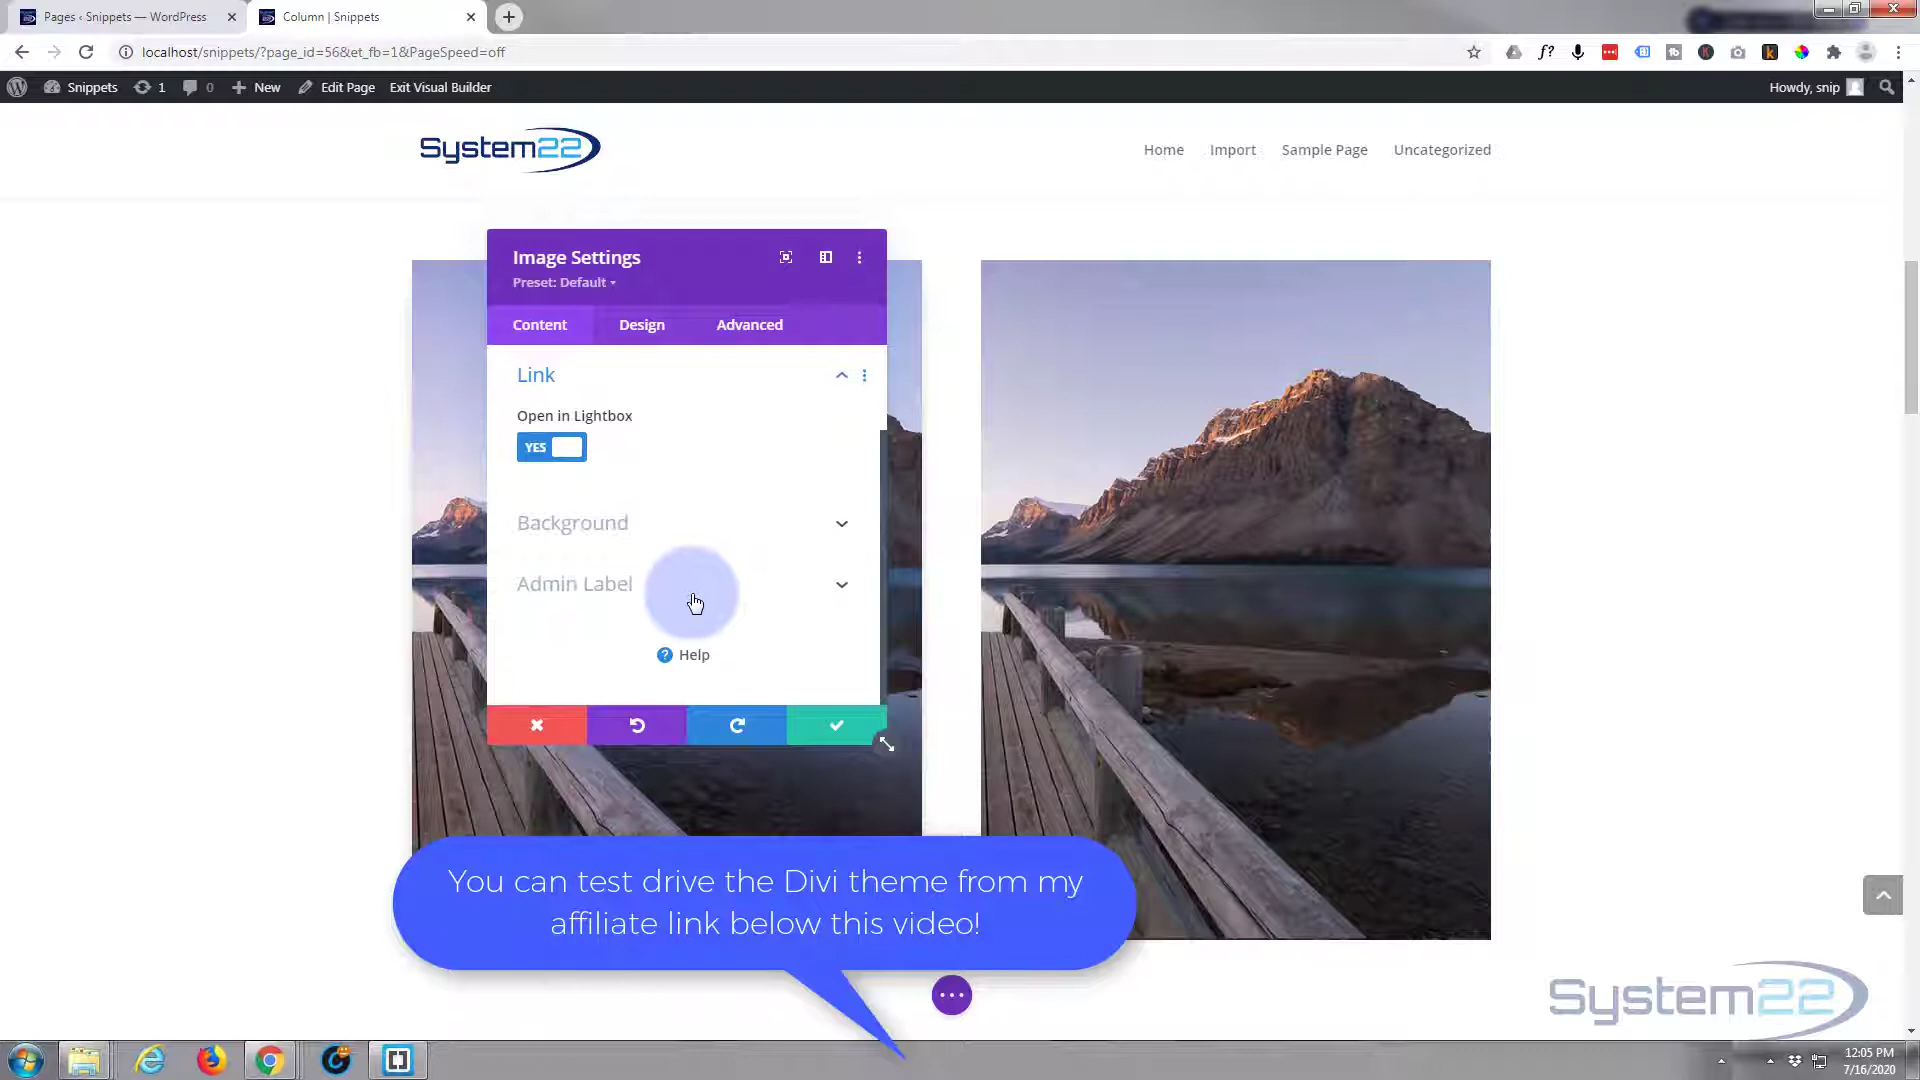 Pages ‹ Snippets — WordPress
Column | Snippets
localhost/snippets/?page_id=56&et_fb=1&PageSpeed=off
Snippets 1 0 New Edit Page Exit Visual Builder Howdy, snip
System22
Home Import Sample Page Uncategorized
Image Settings
Preset: Default
Content Design Advanced
Link
Open in Lightbox
YES
Background
Admin Label
? Help
You can test drive the Divi theme from my
affiliate link below this video!
System22
12:05 PM
7/16/2020